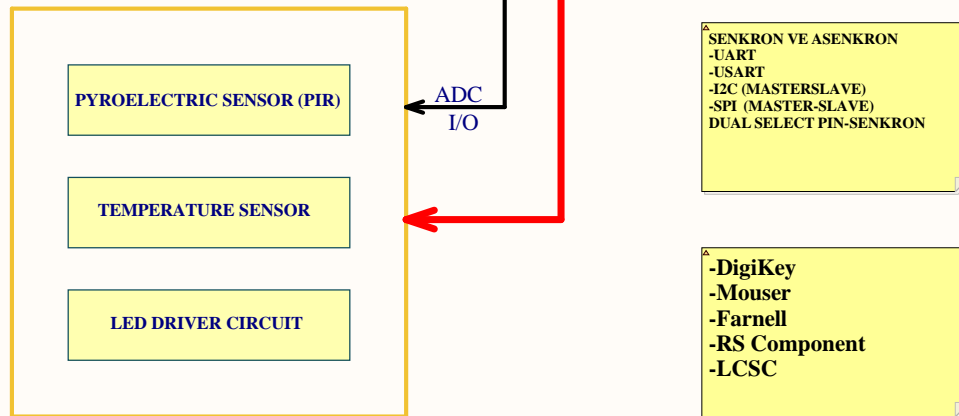 PYROELECTRIC SENSOR (PIR)
TEMPERATURE SENSOR
LED DRIVER CIRCUIT
ADC
I/O
SENKRON VE ASENKRON
-UART
-USART
-I2C (MASTERSLAVE)
-SPI (MASTER-SLAVE)
DUAL SELECT PIN-SENKRON
-DigiKey
-Mouser
-Farnell
-RS Component
-LCSC